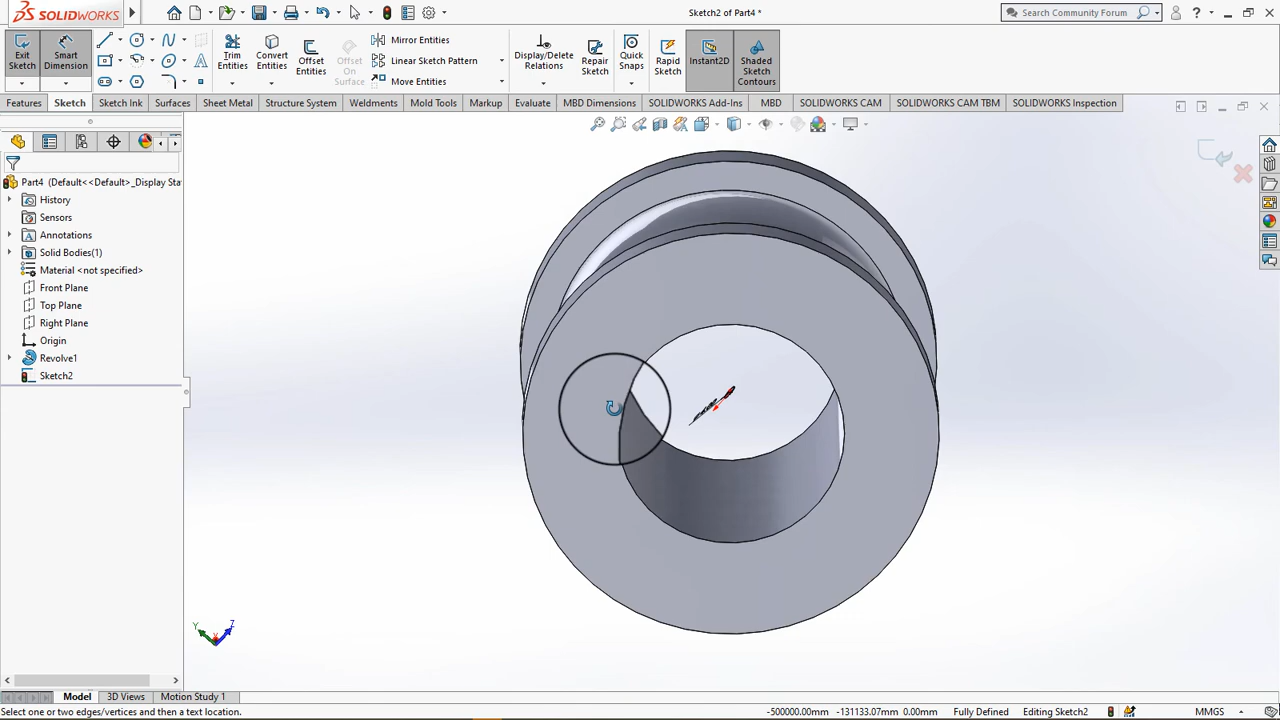 SOLIDWORKS
Sketch2 of Part4 *
Search Community Forum
?
Exit Sketch
Smart Dimension
Trim Entities
Convert Entities
Offset Entities
Offset On Surface
Mirror Entities
Linear Sketch Pattern
Move Entities
Display/Delete Relations
Repair Sketch
Quick Snaps
Rapid Sketch
Instant2D
Shaded Sketch Contours
Features
Sketch
Sketch Ink
Surfaces
Sheet Metal
Structure System
Weldments
Mold Tools
Markup
Evaluate
MBD Dimensions
SOLIDWORKS Add-Ins
MBD
SOLIDWORKS CAM
SOLIDWORKS CAM TBM
SOLIDWORKS Inspection
Part4 (Default<<Default>_Display Sta
History
Sensors
Annotations
Solid Bodies(1)
Material <not specified>
Front Plane
Top Plane
Right Plane
Origin
Revolve1
Sketch2
Y X Z
Model
3D Views
Motion Study 1
Select one or two edges/vertices and then a text location.
-500000.00mm -131133.07mm 0.00mm Fully Defined Editing Sketch2 MMGS